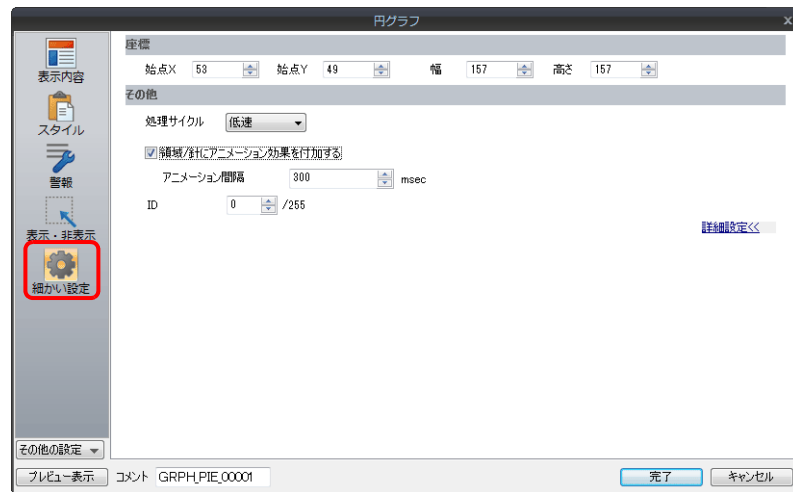 円グラフ
x
表示内容
スタイル
警報
表示・非表示
細かい設定
その他の設定
座標
始点X 53 始点Y 49 幅 157 高さ 157
その他
処理サイクル 低速
領域/針にアニメーション効果を付加する
アニメーション間隔 300 msec
ID 0 /255
詳細設定<<
プレビュー表示 コメント GRPH_PIE_00001 完了 キャンセル